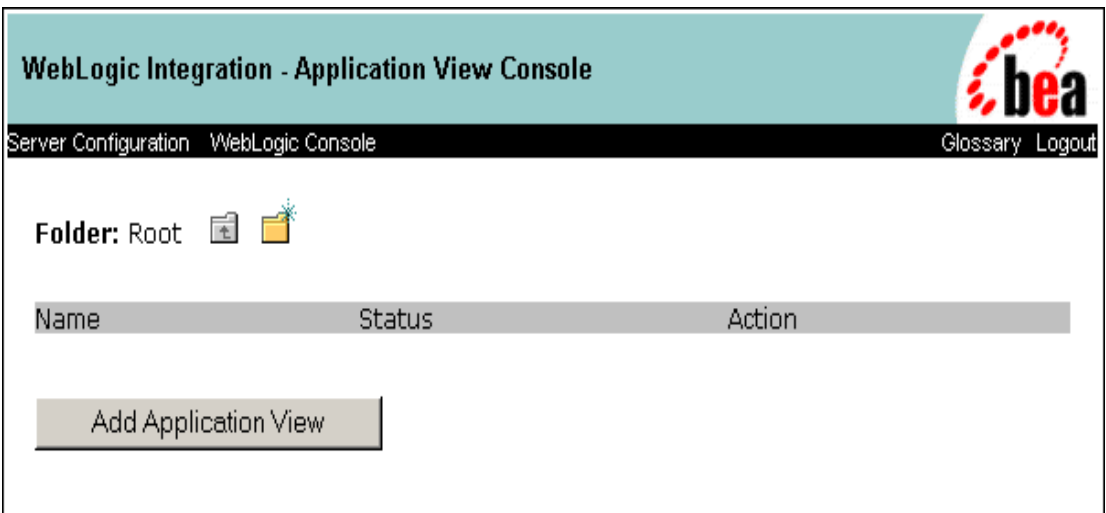 WebLogic Integration - Application View Console
bea
Server Configuration WebLogic Console Glossary Logout
Folder: Root
Name Status Action
Add Application View